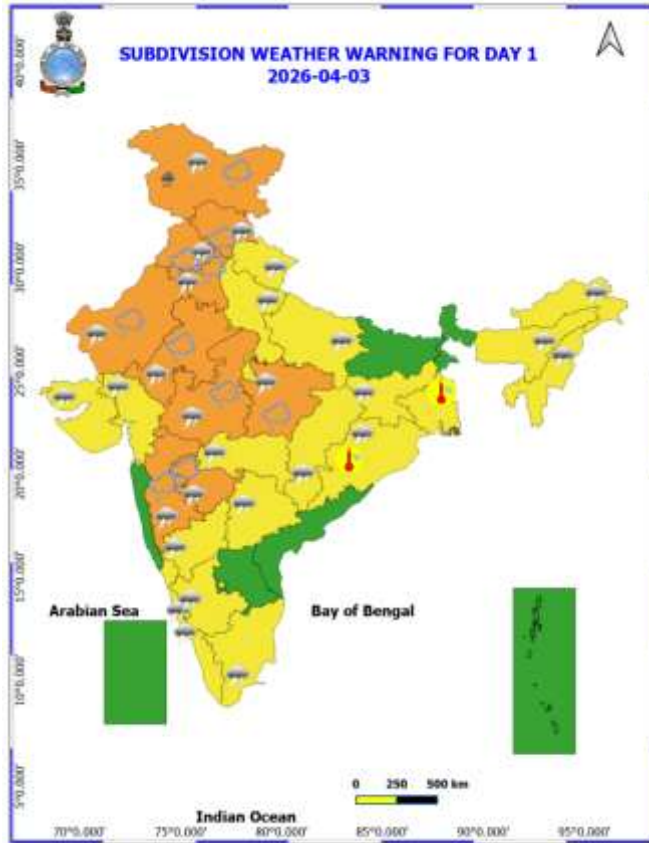 SUBDIVISION WEATHER WARNING FOR DAY 1
2026-04-03
40°0.000'
35°0.000'
30°0.000'
25°0.000'
20°0.000'
15°0.000'
10°0.000'
5°0.000'
Arabian Sea
Bay of Bengal
0 250 500 km
Indian Ocean
70°0.000' 75°0.000' 80°0.000' 85°0.000' 90°0.000' 95°0.000'